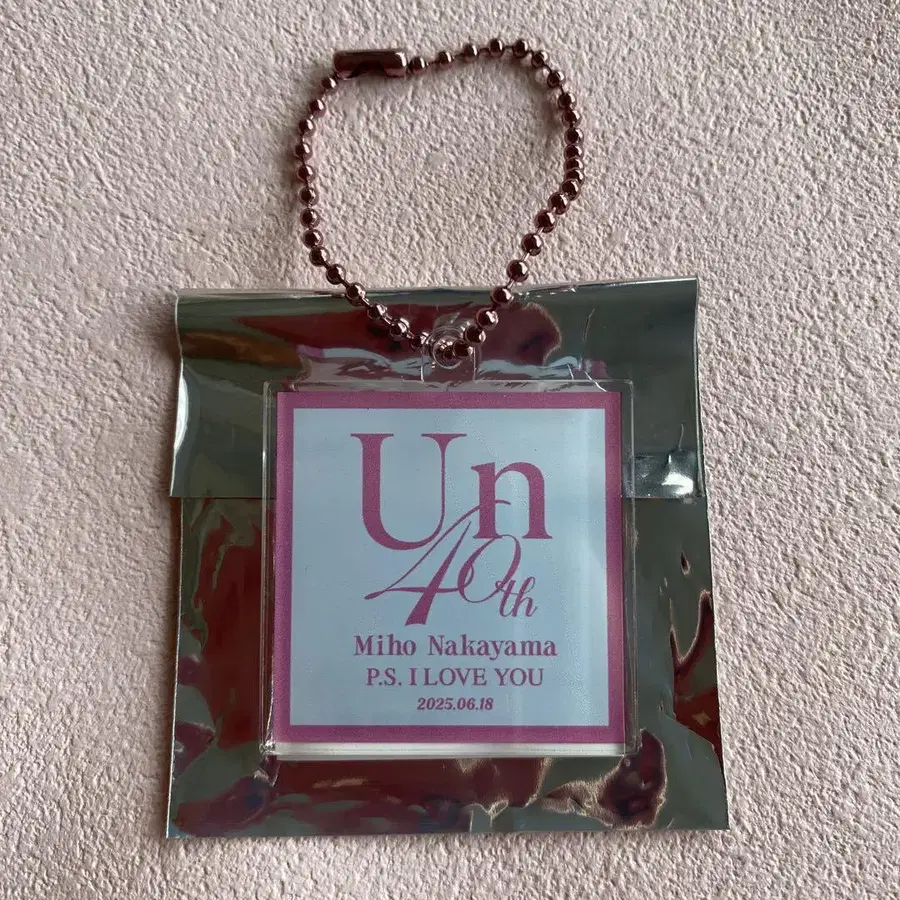 Un
40th
Miho Nakayama
P.S. I LOVE YOU
2025.06.18